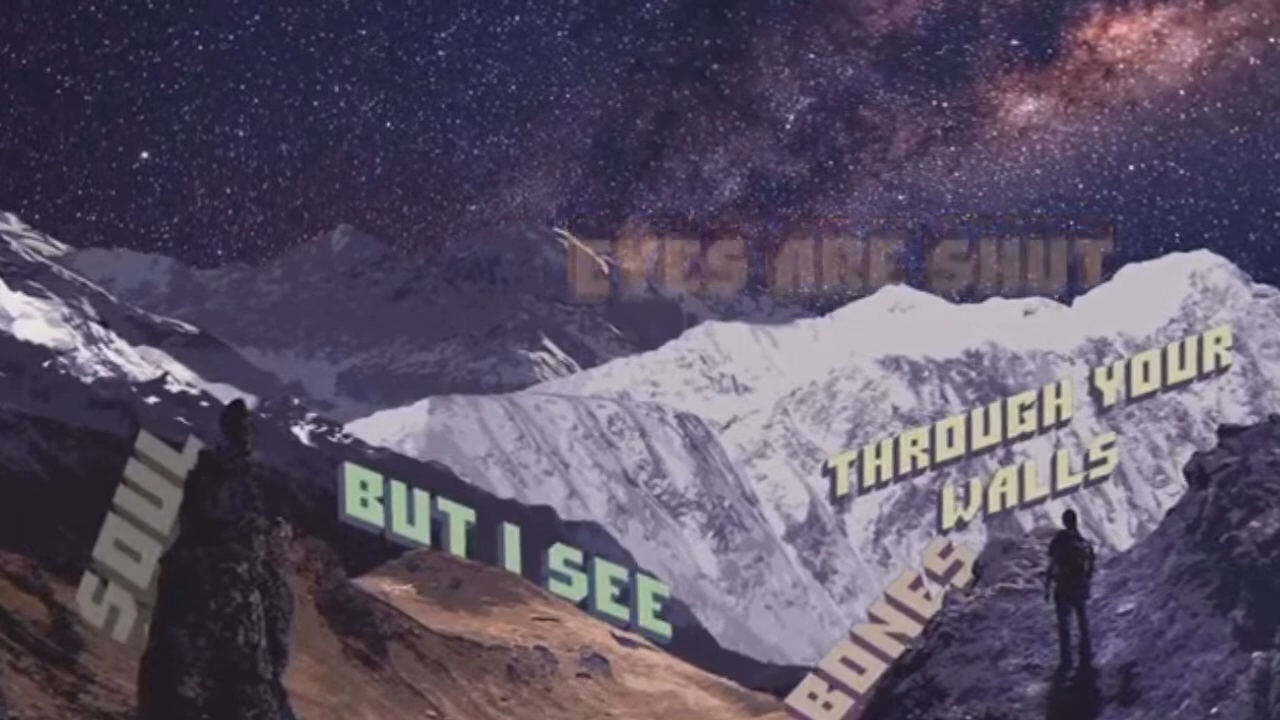 EYES ARE SHUT
SOUL
BUT I SEE
THROUGH YOUR
WALLS
BONES